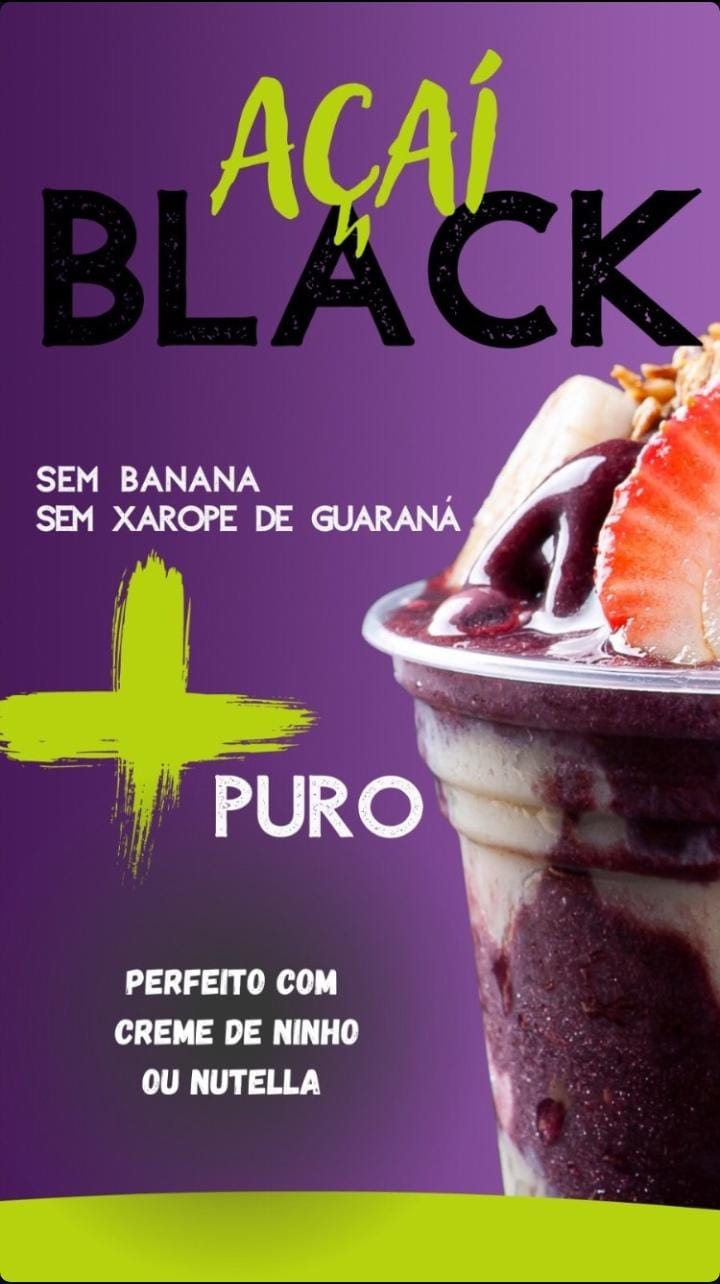 AÇAÍ
BLACK
SEM BANANA
SEM XAROPE DE GUARANÁ
+
PURO
PERFEITO COM
CREME DE NINHO
OU NUTELLA